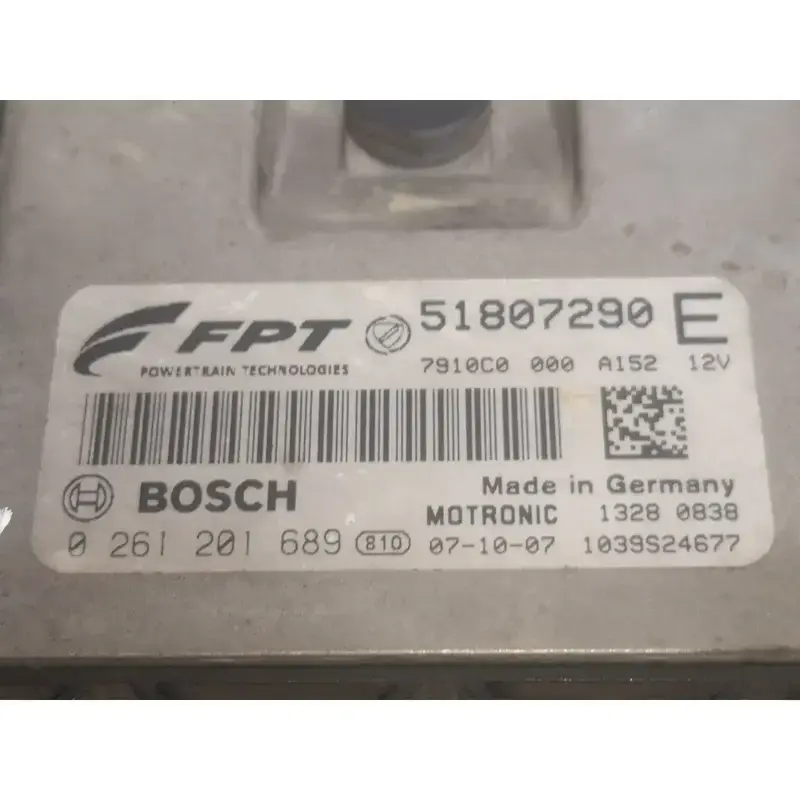 FPT 51807290 E
POWERTRAIN TECHNOLOGIES 7910C0 000 A152 12V
BOSCH Made in Germany
MOTRONIC 1328 0838
0 261 201 689 810 07-10-07 1039S24677